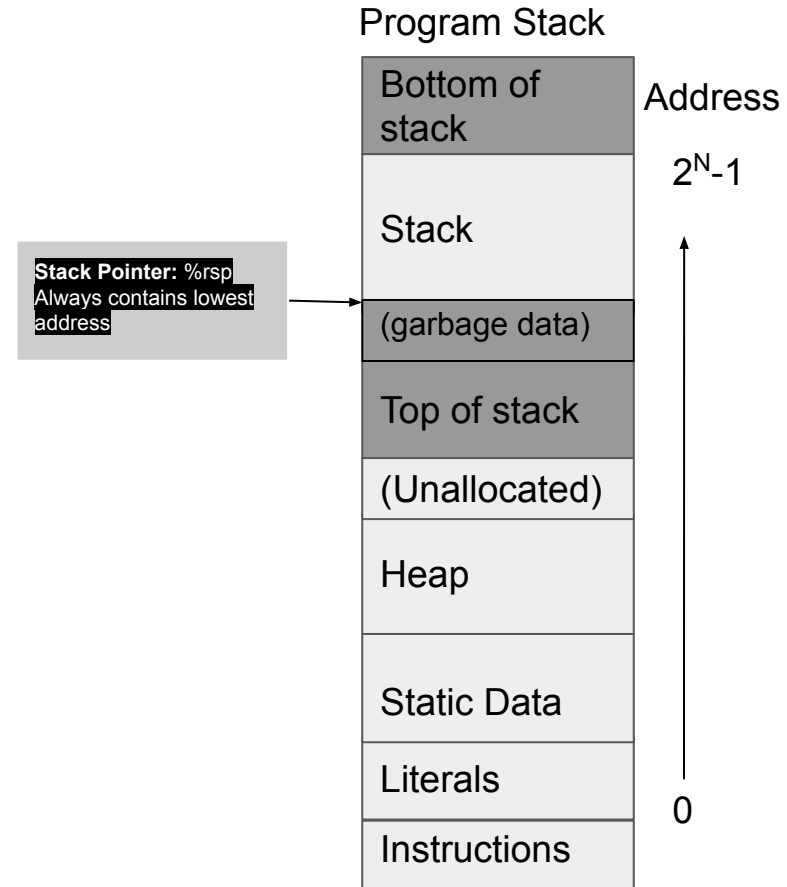 Program Stack
Bottom of
stack
Address
2^N-1
Stack
Stack Pointer: %rsp
Always contains lowest
address
(garbage data)
Top of stack
(Unallocated)
Heap
Static Data
Literals
0
Instructions